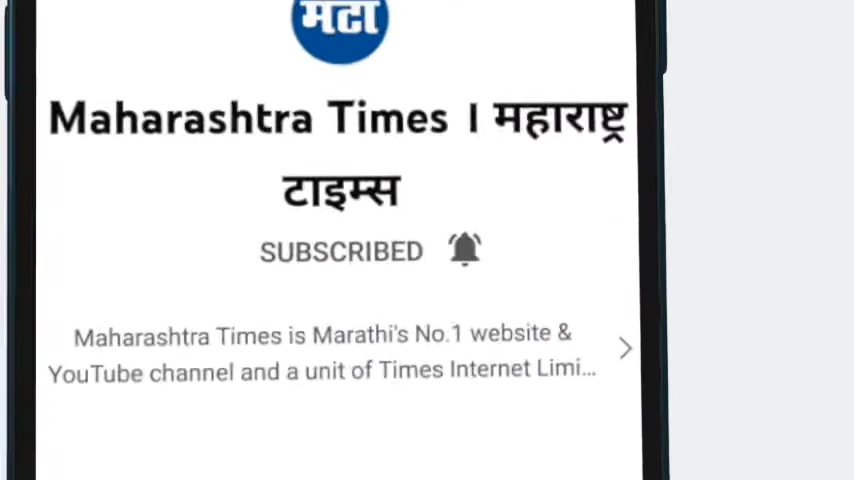 मटा
Maharashtra Times । महाराष्ट्र
टाइम्स
SUBSCRIBED
Maharashtra Times is Marathi's No.1 website &
YouTube channel and a unit of Times Internet Limi...